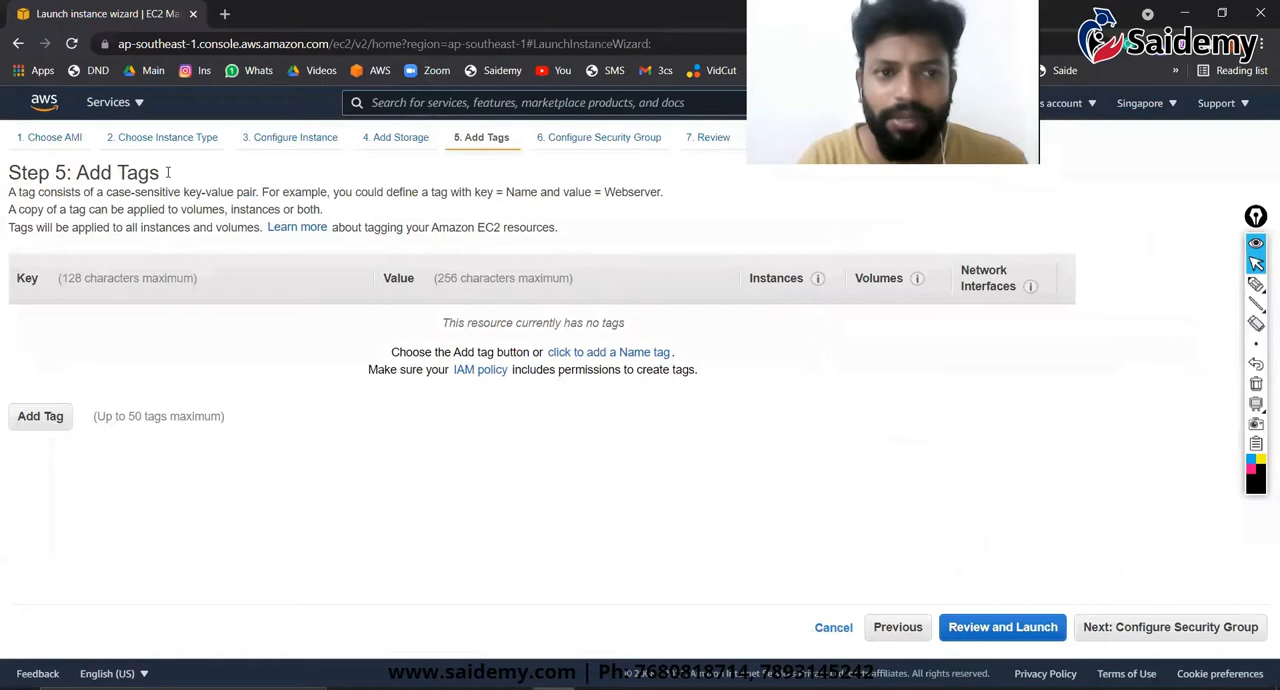 Launch instance wizard | EC2 Ma
ap-southeast-1.console.aws.amazon.com/ec2/v2/home?region=ap-southeast-1#LaunchInstanceWizard:
Saidemy
Apps DND Main Ins Whats Videos AWS Zoom Saidemy You SMS 3cs VidCut Saide » Reading list
aws Services Search for services, features, marketplace products, and docs s account Singapore Support
1. Choose AMI 2. Choose Instance Type 3. Configure Instance 4. Add Storage 5. Add Tags 6. Configure Security Group 7. Review
Step 5: Add Tags
A tag consists of a case-sensitive key-value pair. For example, you could define a tag with key = Name and value = Webserver.
A copy of a tag can be applied to volumes, instances or both.
Tags will be applied to all instances and volumes. Learn more about tagging your Amazon EC2 resources.
Key (128 characters maximum) Value (256 characters maximum) Instances Volumes Network Interfaces
This resource currently has no tags
Choose the Add tag button or click to add a Name tag.
Make sure your IAM policy includes permissions to create tags.
Add Tag (Up to 50 tags maximum)
Cancel Previous Review and Launch Next: Configure Security Group
Feedback English (US) affiliates. All rights reserved. Privacy Policy Terms of Use Cookie preferences
www.saidemy.com | Ph: 7680818714, 7893145242